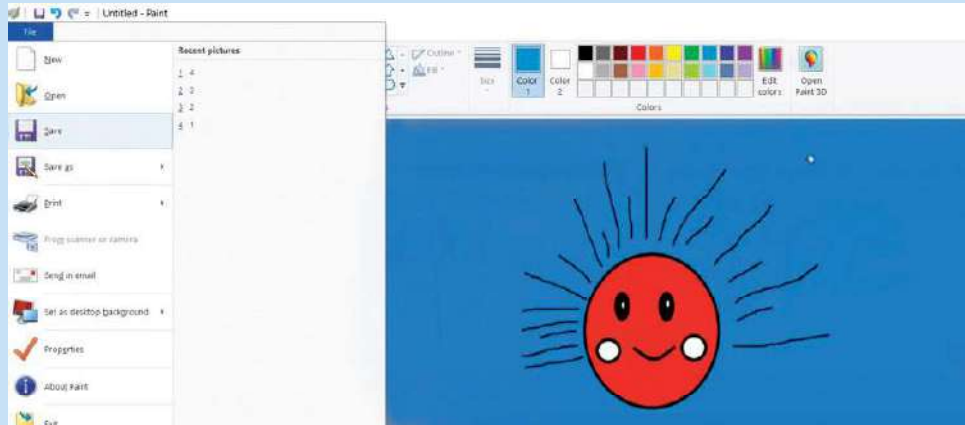 Untitled - Paint
File
New
Open
Save
Save as
Print
From scanner or camera
Send in email
Set as desktop background
Properties
About Paint
Exit
Recent pictures
1 4
2 3
3 2
4 1
Outline
Fill
Size
Color
1
Color
2
Edit
colors
Open
Paint 3D
Colors